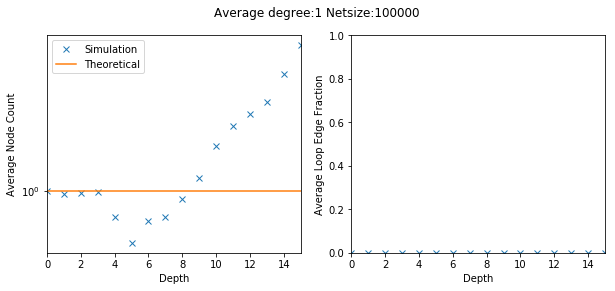 Average degree:1 Netsize:100000
Simulation
Theoretical
Average Node Count
10⁰
0 2 4 6 8 10 12 14
Depth
Average Loop Edge Fraction
1.0
0.8
0.6
0.4
0.2
0.0
0 2 4 6 8 10 12 14
Depth